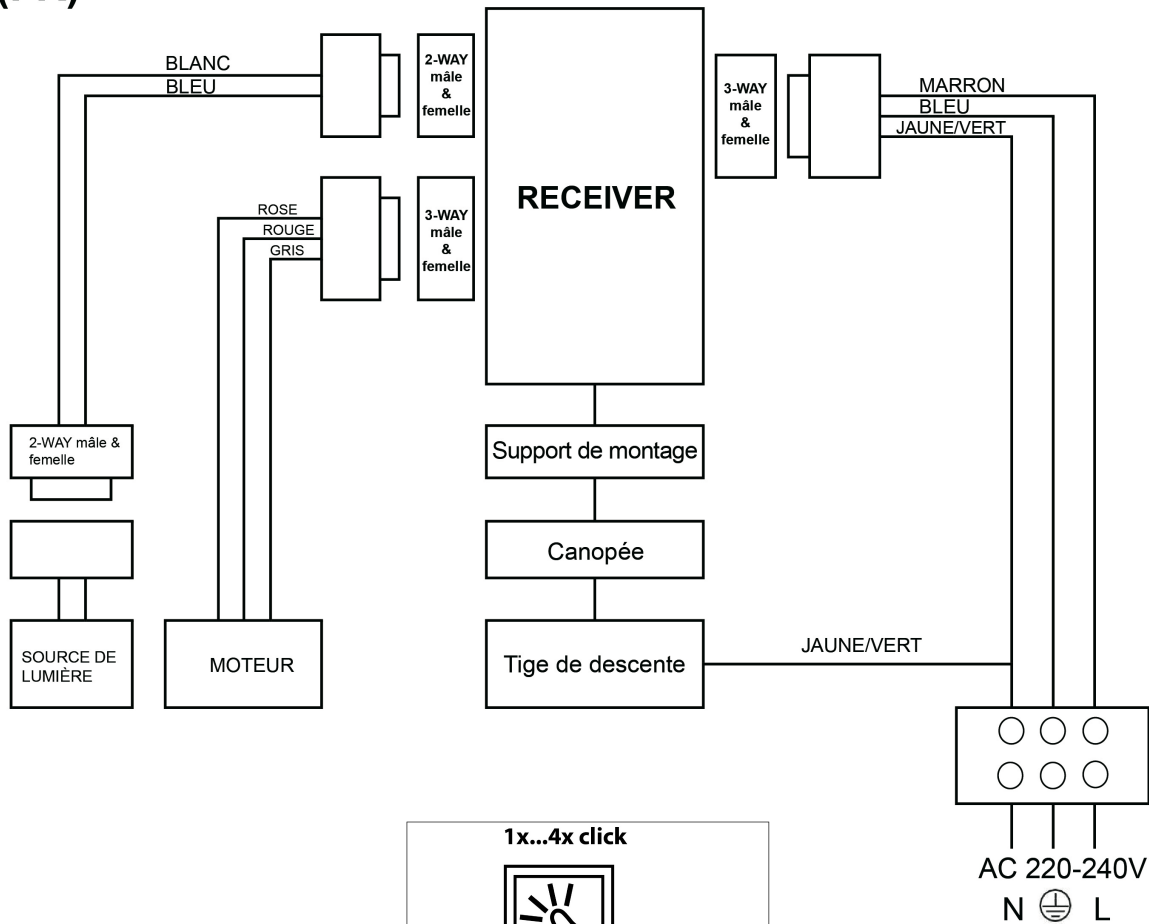 BLANC
BLEU
2-WAY
mâle
&
femelle
ROSE
ROUGE
GRIS
3-WAY
mâle
&
femelle
RECEIVER
3-WAY
mâle
&
femelle
MARRON
BLEU
JAUNE/VERT
2-WAY mâle &
femelle
Support de montage
Canopée
SOURCE DE
LUMIÈRE
MOTEUR
Tige de descente
JAUNE/VERT
1x...4x click
AC 220-240V
N L